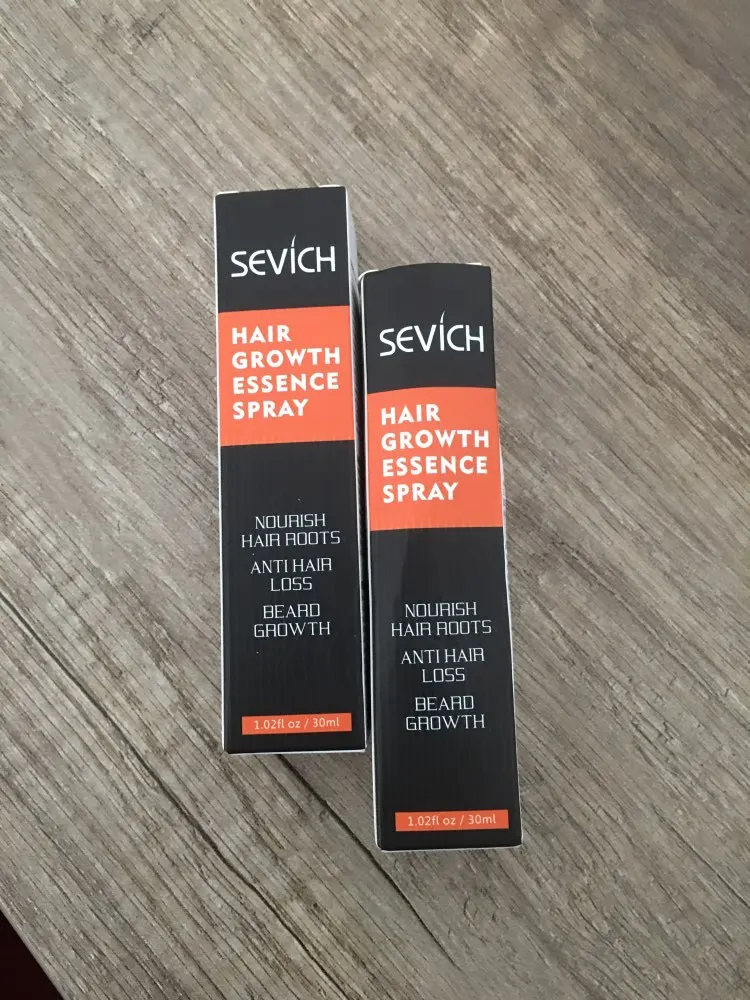 SEVICH
HAIR
GROWTH
ESSENCE
SPRAY
NOURISH
HAIR ROOTS
ANTI HAIR
LOSS
BEARD
GROWTH
1.02fl oz / 30ml
SEVICH
HAIR
GROWTH
ESSENCE
SPRAY
NOURISH
HAIR ROOTS
ANTI HAIR
LOSS
BEARD
GROWTH
1.02fl oz / 30ml